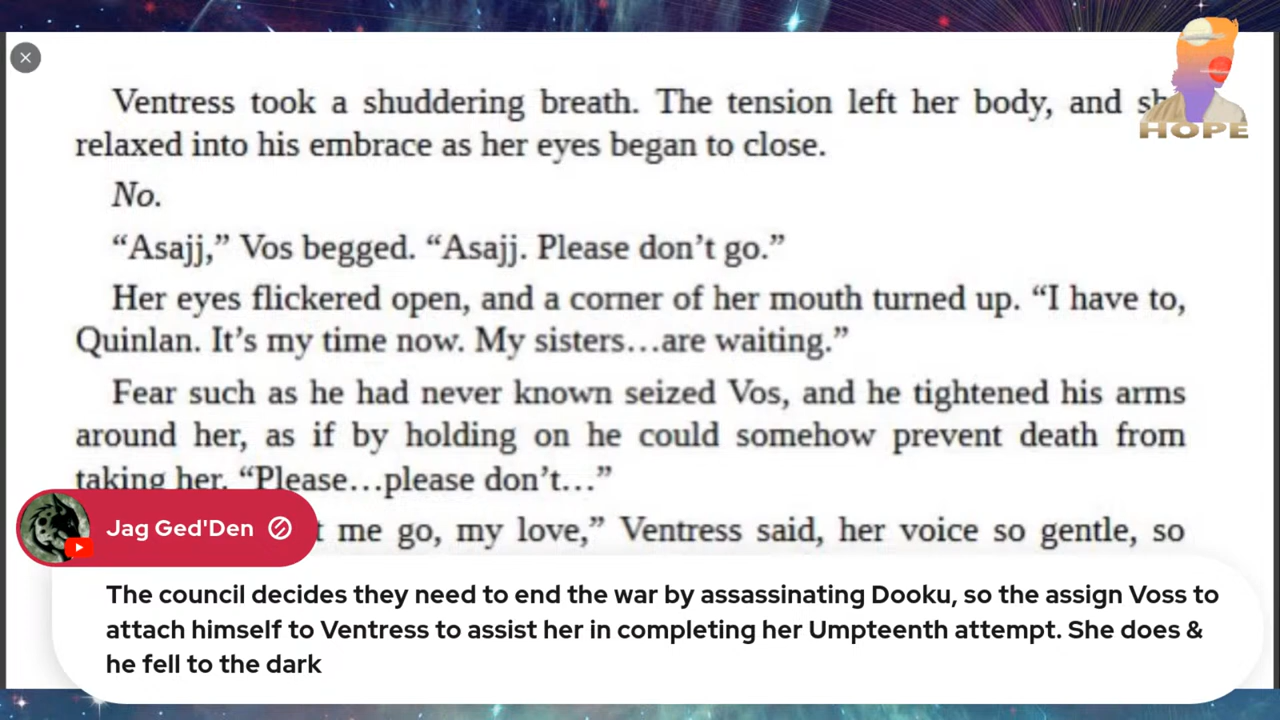 HOPE
Ventress took a shuddering breath. The tension left her body, and
relaxed into his embrace as her eyes began to close.
No.
“Asajj,” Vos begged. “Asajj. Please don’t go.”
Her eyes flickered open, and a corner of her mouth turned up. “I have to,
Quinlan. It’s my time now. My sisters…are waiting.”
Fear such as he had never known seized Vos, and he tightened his arms
around her, as if by holding on he could somehow prevent death from
taking her. “Please…please don’t…”
me go, my love,” Ventress said, her voice so gentle, so
Jag Ged'Den
The council decides they need to end the war by assassinating Dooku, so the assign Voss to
attach himself to Ventress to assist her in completing her Umpteenth attempt. She does &
he fell to the dark